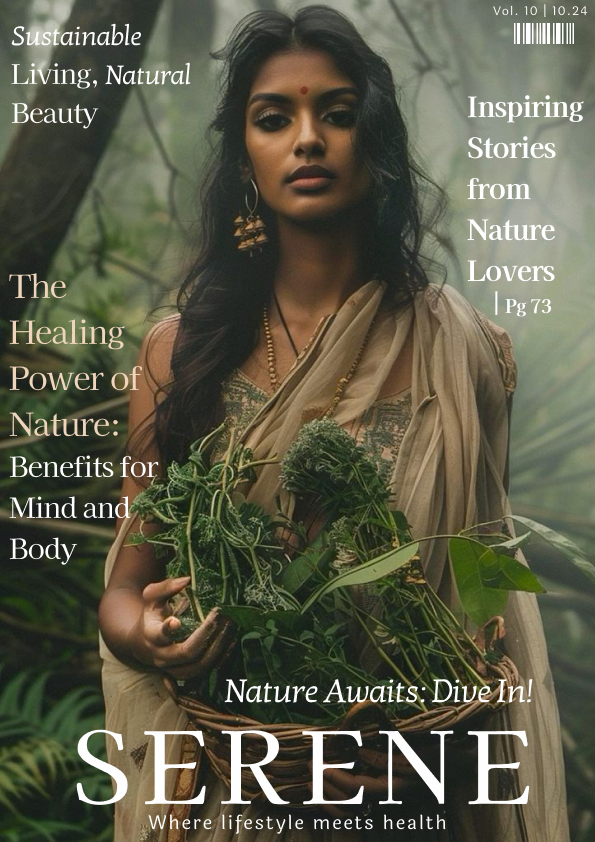 Vol. 10 | 10.24
Sustainable
Living, Natural
Beauty
Inspiring
Stories
from
Nature
Lovers
| Pg 73
The
Healing
Power of
Nature:
Benefits for
Mind and
Body
Nature Awaits: Dive In!
SERENE
Where lifestyle meets health